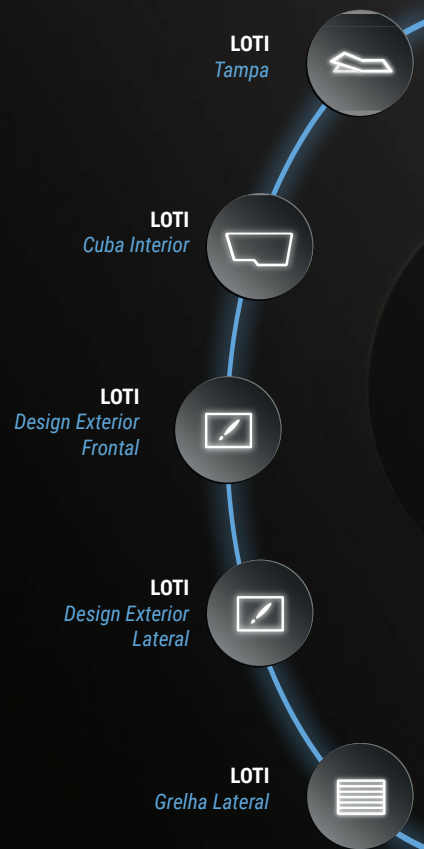 LOTI
Tampa
LOTI
Cuba Interior
LOTI
Design Exterior
Frontal
LOTI
Design Exterior
Lateral
LOTI
Grelha Lateral